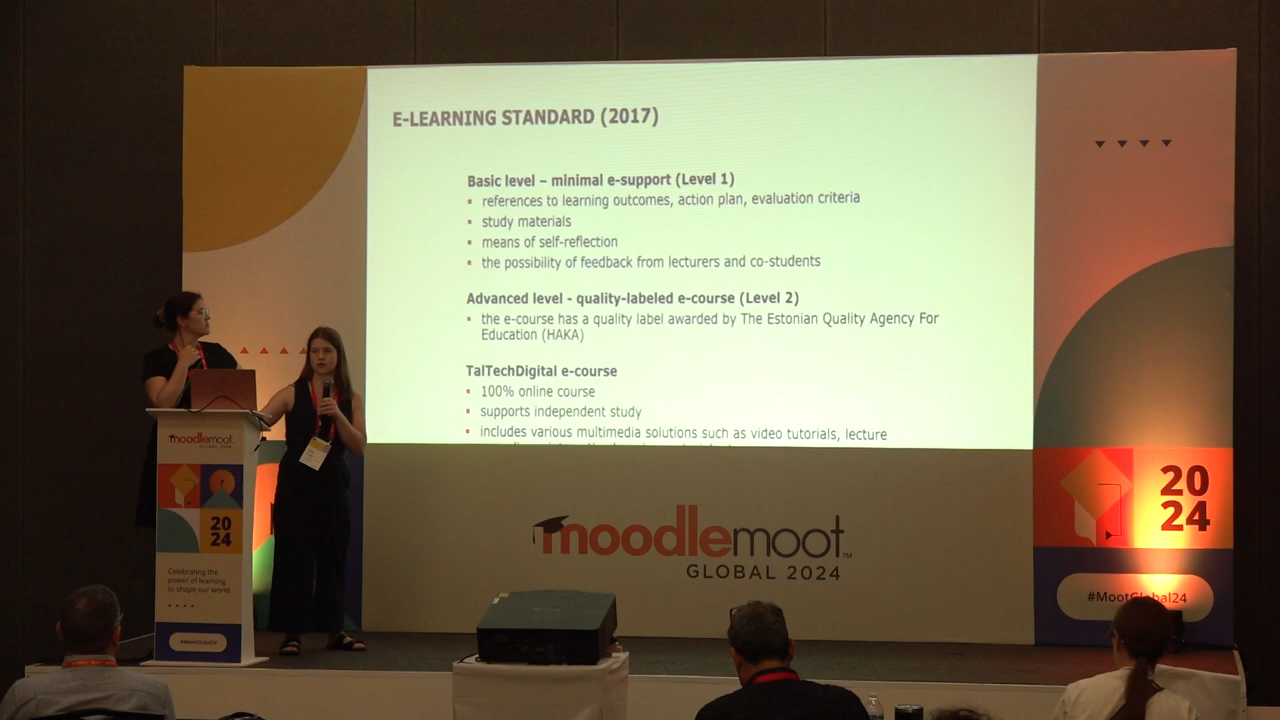 E-LEARNING STANDARD (2017)
Basic level – minimal e-support (Level 1)
▪ references to learning outcomes, action plan, evaluation criteria
▪ study materials
▪ means of self-reflection
▪ the possibility of feedback from lecturers and co-students
Advanced level - quality-labeled e-course (Level 2)
▪ the e-course has a quality label awarded by The Estonian Quality Agency For
Education (HAKA)
TalTechDigital e-course
▪ 100% online course
▪ supports independent study
▪ includes various multimedia solutions such as video tutorials, lecture
moodlemoot
GLOBAL 2024
20
24
Celebrating the
power of learning
to shape our world
#MootGlobal24
moodlemoot™
GLOBAL 2024
20
24
#MootGlobal24